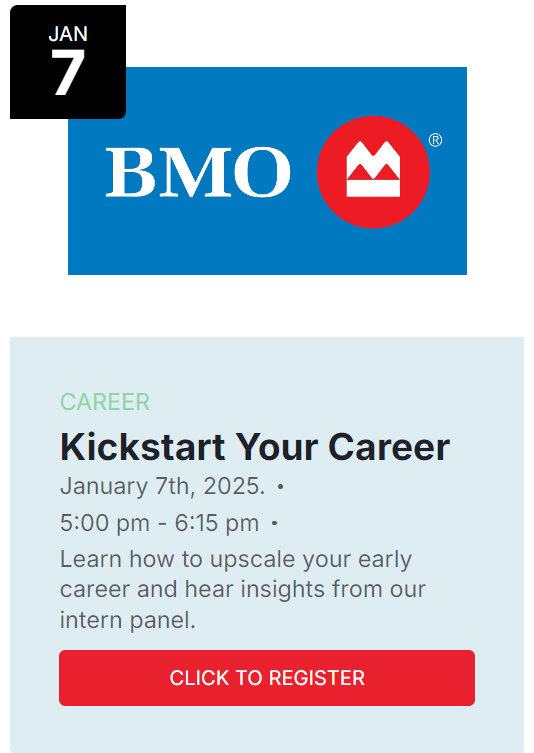 JAN
7
BMO
®
CAREER
Kickstart Your Career
January 7th, 2025. •
5:00 pm - 6:15 pm •
Learn how to upscale your early
career and hear insights from our
intern panel.
CLICK TO REGISTER